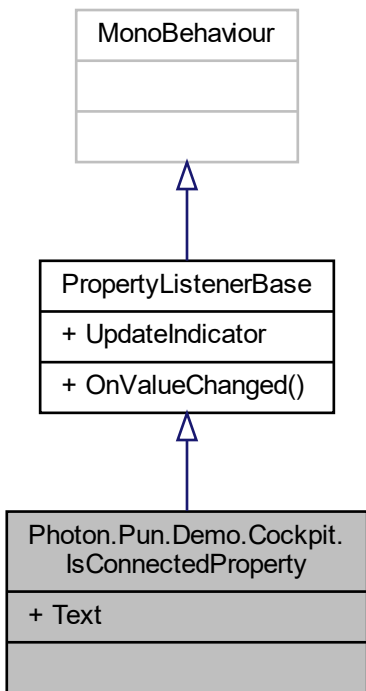 MonoBehaviour
PropertyListenerBase
+ UpdateIndicator
+ OnValueChanged()
Photon.Pun.Demo.Cockpit.
IsConnectedProperty
+ Text